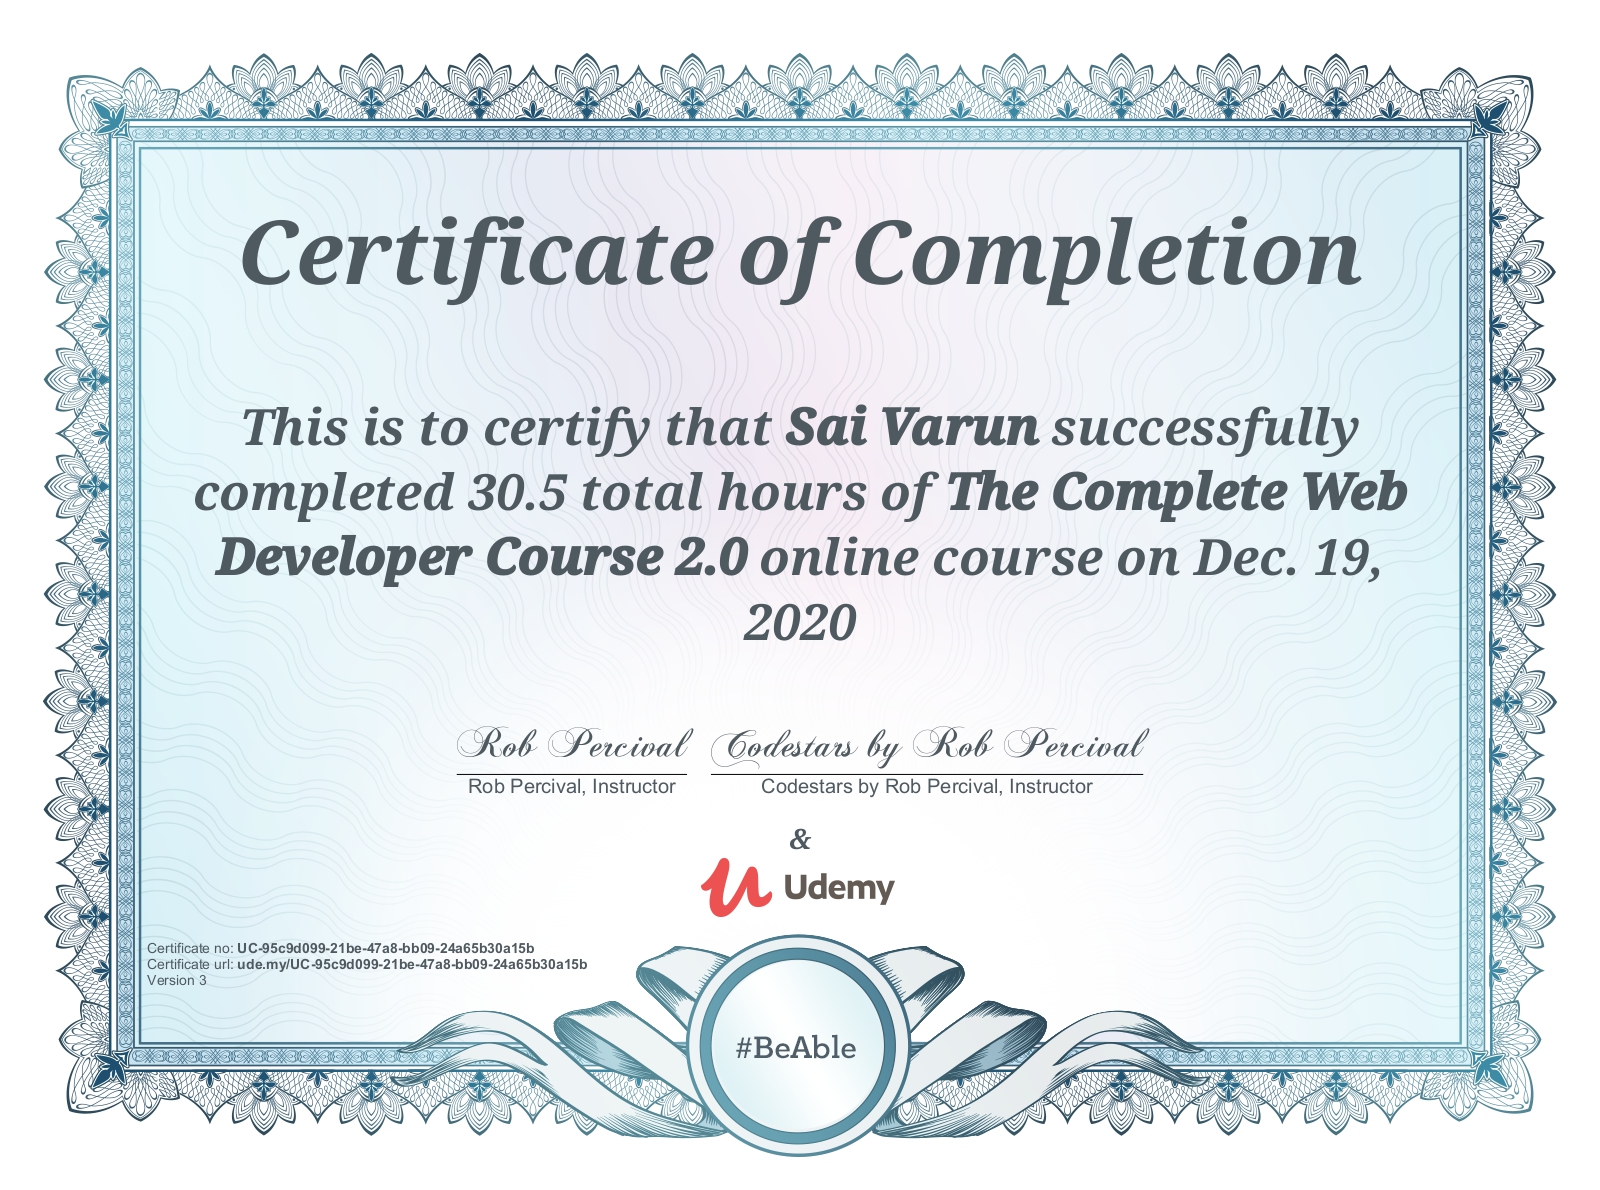 Certificate of Completion
This is to certify that Sai Varun successfully
completed 30.5 total hours of The Complete Web
Developer Course 2.0 online course on Dec. 19,
2020
Rob Percival Codestars by Rob Percival
Rob Percival, Instructor Codestars by Rob Percival, Instructor
&
Udemy
Certificate no: UC-95c9d099-21be-47a8-bb09-24a65b30a15b
Certificate url: ude.my/UC-95c9d099-21be-47a8-bb09-24a65b30a15b
Version 3
#BeAble